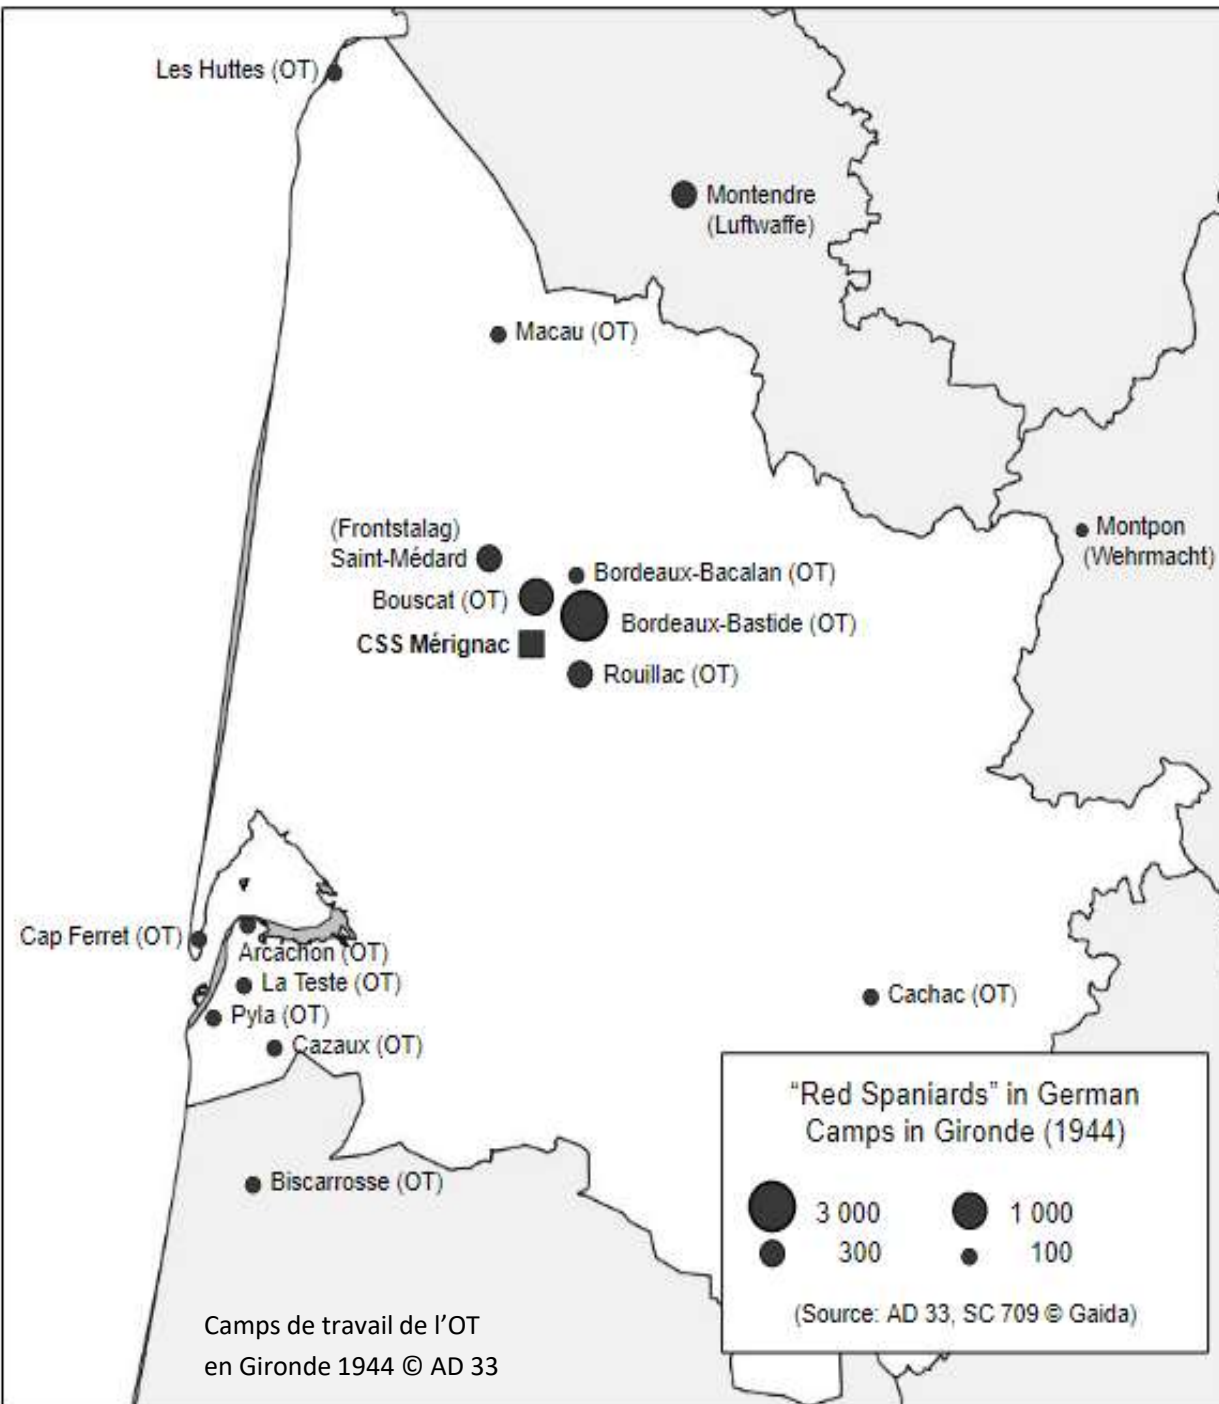 Les Huttes (OT)
Montendre
(Luftwaffe)
Macau (OT)
(Frontstalag)
Saint-Médard
Montpon
(Wehrmacht)
Bordeaux-Bacalan (OT)
Bouscat (OT)
Bordeaux-Bastide (OT)
CSS Mérignac
Rouillac (OT)
Cap Ferret (OT)
Arcachon (OT)
La Teste (OT)
Cachac (OT)
Pyla (OT)
Cazaux (OT)
Biscarrosse (OT)
“Red Spaniards” in German
Camps in Gironde (1944)
3 000 1 000
300 100
(Source: AD 33, SC 709 © Gaida)
Camps de travail de l’OT
en Gironde 1944 © AD 33